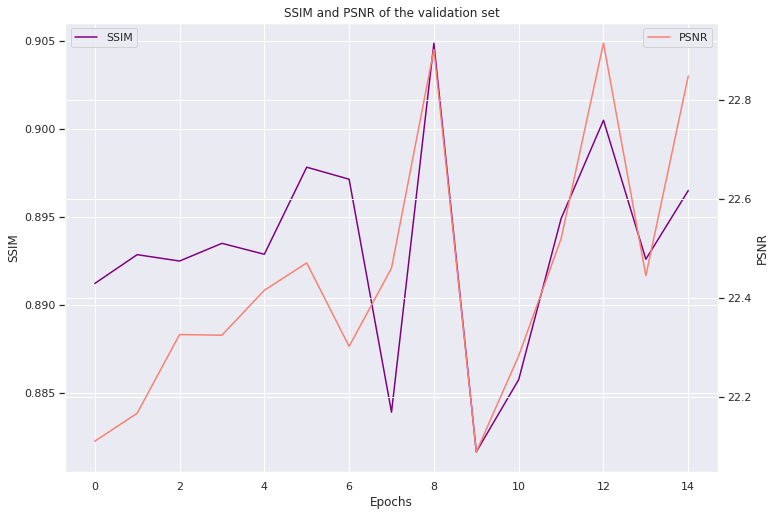 SSIM and PSNR of the validation set
SSIM
PSNR
0.905
0.900
0.895
0.890
0.885
SSIM
22.8
22.6
22.4
22.2
PSNR
0 2 4 6 8 10 12 14
Epochs